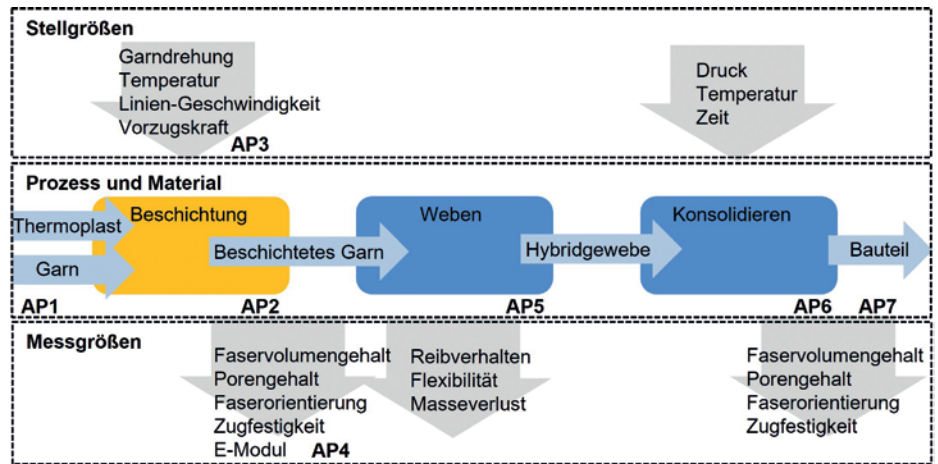 Stellgrößen
Garndrehung
Temperatur
Linien-Geschwindigkeit
Vorzugskraft
AP3
Druck
Temperatur
Zeit
Prozess und Material
Thermoplast
Garn
AP1
Beschichtung
Beschichtetes Garn
AP2
Weben
Hybridgewebe
AP5
Konsolidieren
AP6
Bauteil
AP7
Messgrößen
Faservolumengehalt
Porengehalt
Faserorientierung
Zugfestigkeit
E-Modul AP4
Reibverhalten
Flexibilität
Masseverlust
Faservolumengehalt
Porengehalt
Faserorientierung
Zugfestigkeit